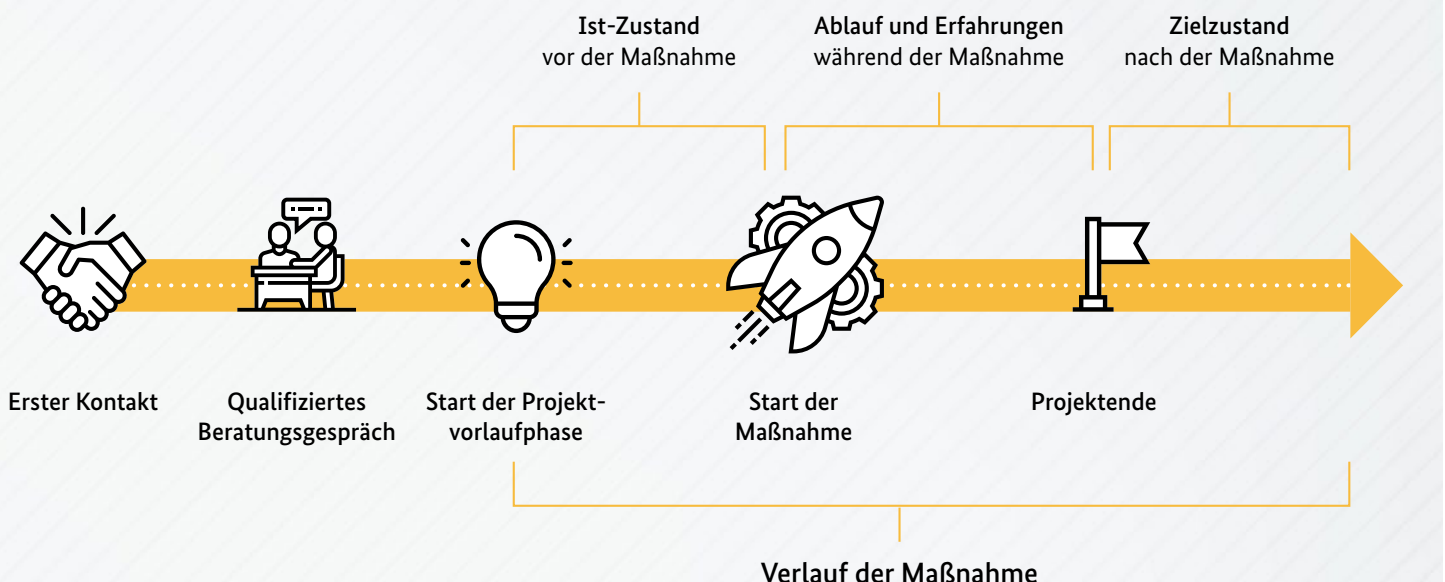 Ist-Zustand
vor der Maßnahme
Ablauf und Erfahrungen
während der Maßnahme
Zielzustand
nach der Maßnahme
Erster Kontakt
Qualifiziertes
Beratungsgespräch
Start der Projekt-
vorlaufphase
Start der
Maßnahme
Projektende
Verlauf der Maßnahme